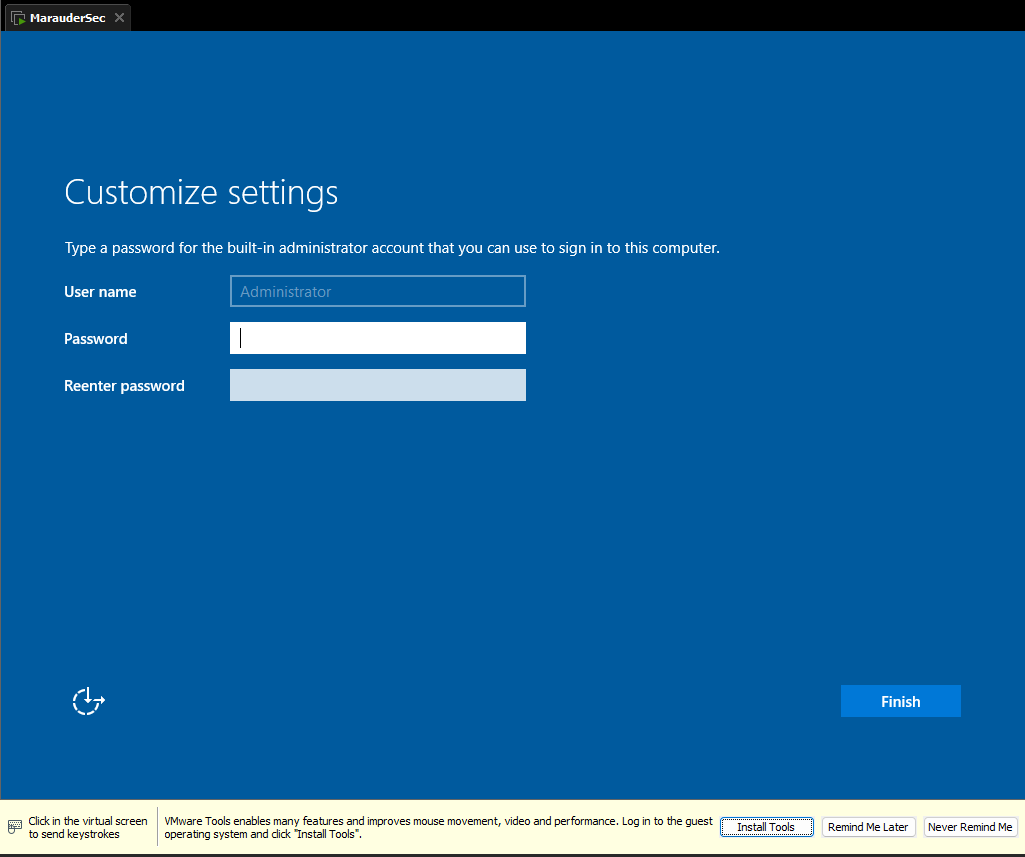 MarauderSec
Customize settings
Type a password for the built-in administrator account that you can use to sign in to this computer.
User name
Administrator
Password
Reenter password
Finish
Click in the virtual screen
to send keystrokes
VMware Tools enables many features and improves mouse movement, video and performance. Log in to the guest
operating system and click "Install Tools".
Install Tools
Remind Me Later
Never Remind Me